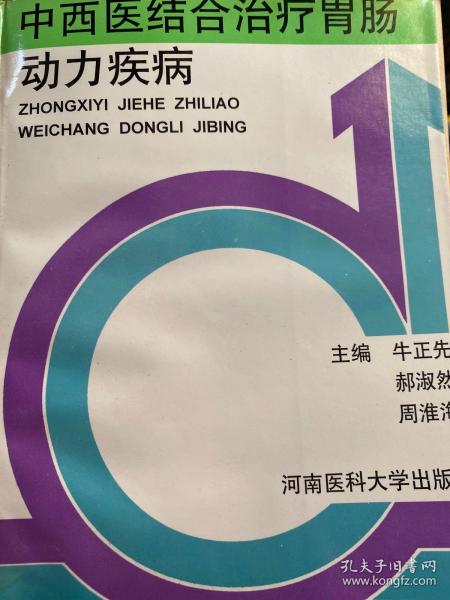 中西医结合治疗胃肠
动力疾病
ZHONGXIYI JIEHE ZHILIAO
WEICHANG DONGLI JIBING
主编 牛正先
郝淑然
周淮海
河南医科大学出版
孔夫子旧书网
www.kongfz.com